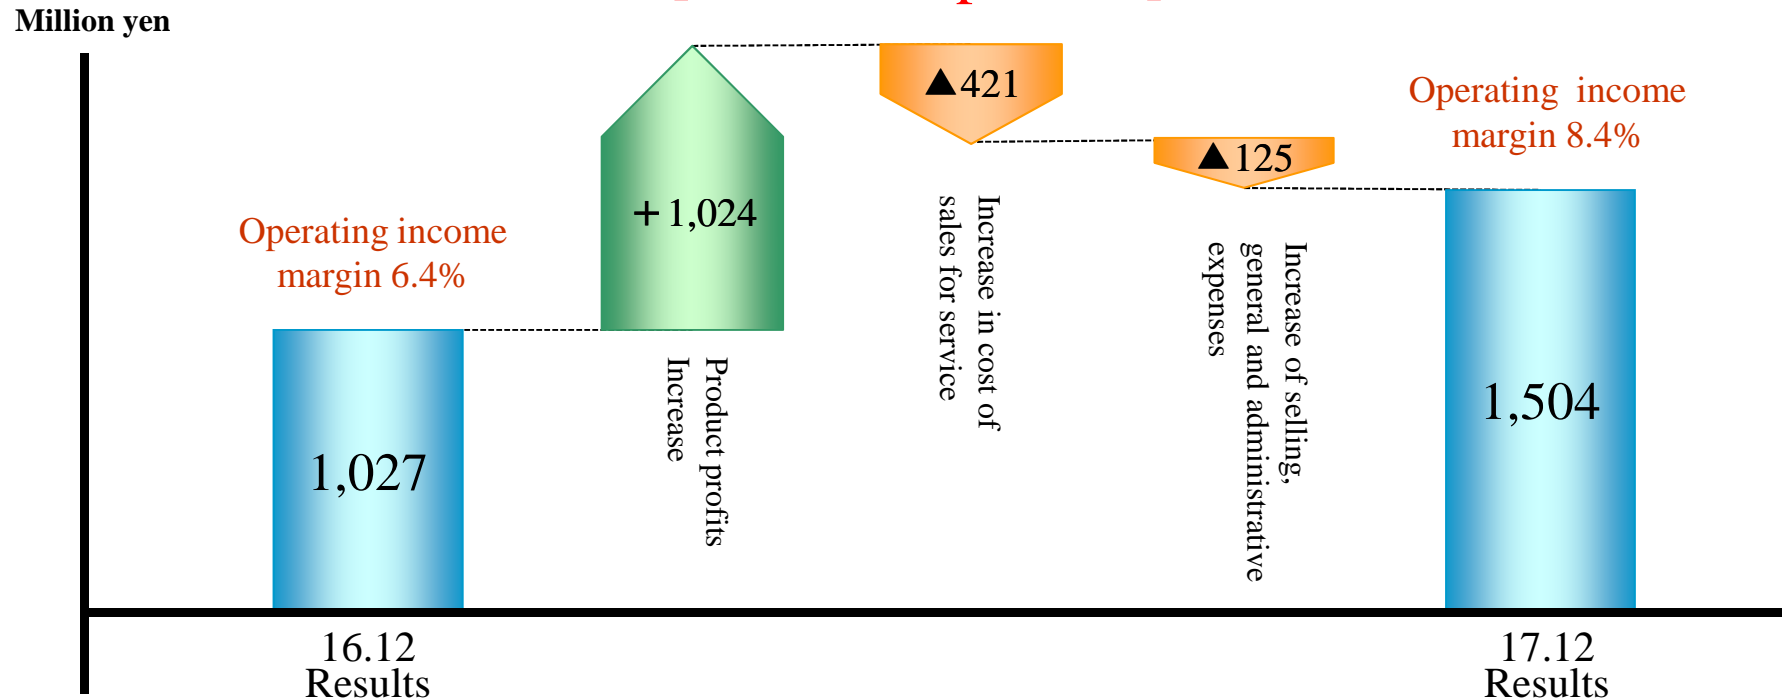 Million yen
▲421
Operating income
margin 8.4%
▲125
+1,024
Operating income
margin 6.4%
Increase in cost of
sales for service
Increase of selling,
general and administrative
expenses
Product profits
Increase
1,027
1,504
16.12
Results
17.12
Results